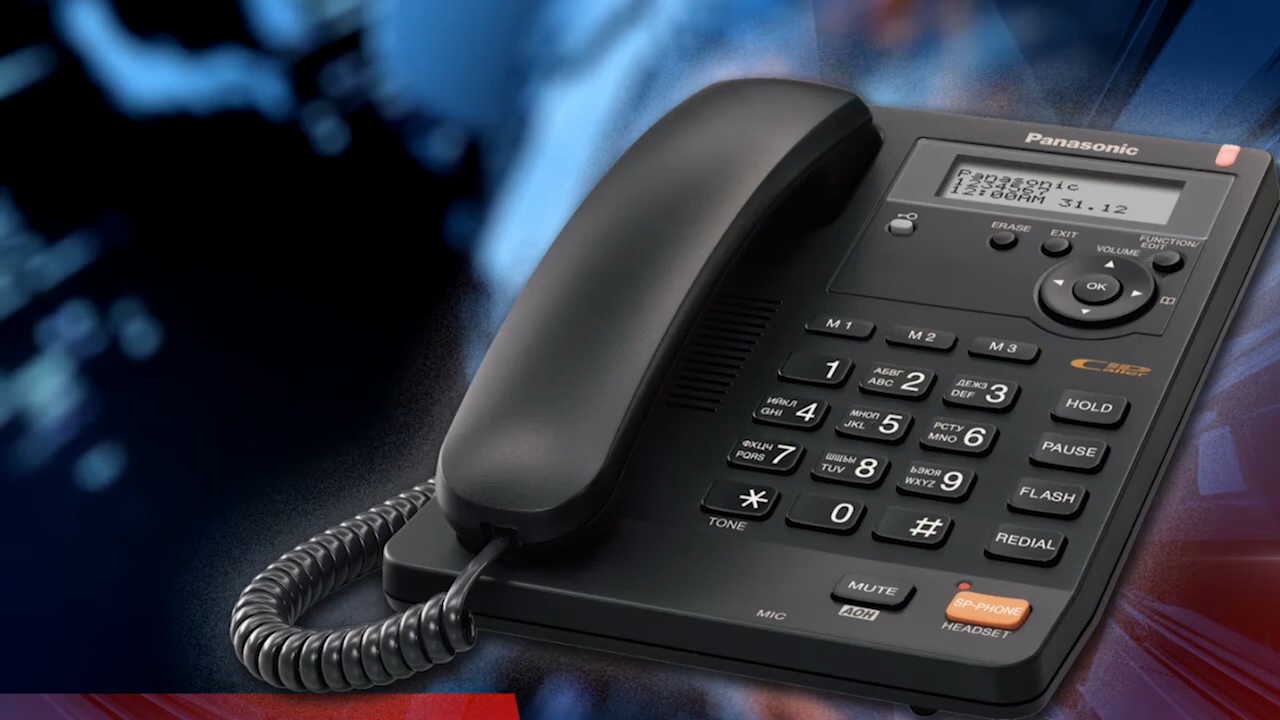 Panasonic
Panasonic
12:00AM 31.12
ERASE
EXIT
FUNCTION/
EDIT
VOLUME
OK
M 1
M 2
M 3
1
АБВГ
ABC 2
ДЕЖЗ
DEF 3
Caller
HOLD
ИЙКЛ
GHI 4
МНОП
JKL 5
РСТУ
MNO 6
PAUSE
ФХЦЧ
PQRS 7
ШЩЪЫ
TUV 8
ЬЭЮЯ
WXYZ 9
FLASH
*
0
#
TONE
REDIAL
MUTE
АОН
MIC
SP-PHONE
HEADSET